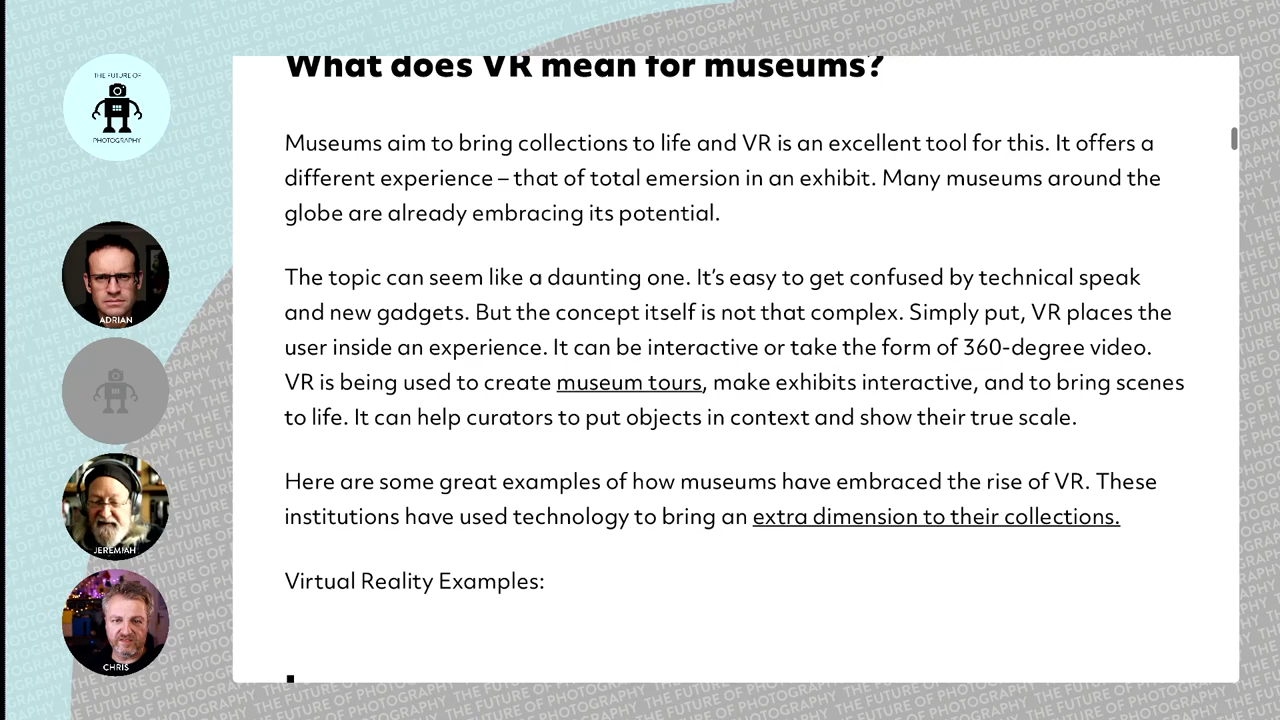 THE FUTURE OF
PHOTOGRAPHY
ADRIAN
JEREMIAH
CHRIS
What does VR mean for museums?
Museums aim to bring collections to life and VR is an excellent tool for this. It offers a
different experience – that of total emersion in an exhibit. Many museums around the
globe are already embracing its potential.
The topic can seem like a daunting one. It’s easy to get confused by technical speak
and new gadgets. But the concept itself is not that complex. Simply put, VR places the
user inside an experience. It can be interactive or take the form of 360-degree video.
VR is being used to create museum tours, make exhibits interactive, and to bring scenes
to life. It can help curators to put objects in context and show their true scale.
Here are some great examples of how museums have embraced the rise of VR. These
institutions have used technology to bring an extra dimension to their collections.
Virtual Reality Examples: